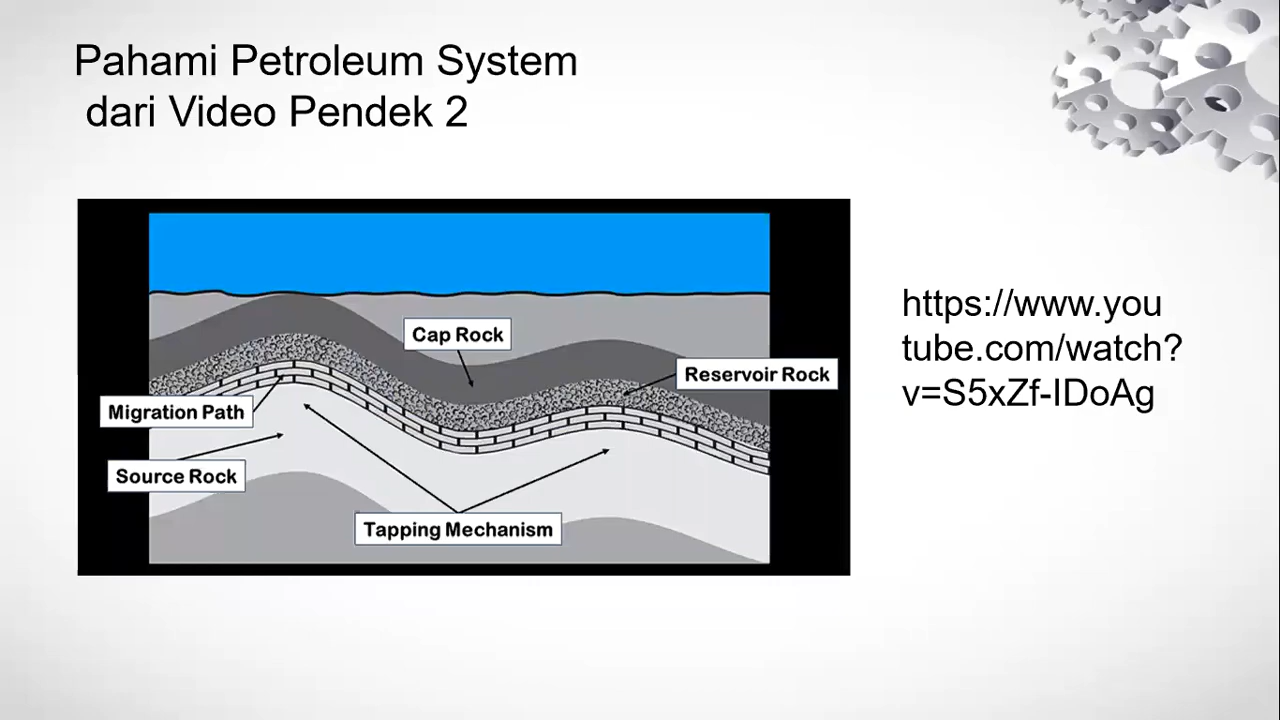 Pahami Petroleum System
dari Video Pendek 2
Cap Rock
Reservoir Rock
Migration Path
Source Rock
Tapping Mechanism
https://www.you
tube.com/watch?
v=S5xZf-IDoAg